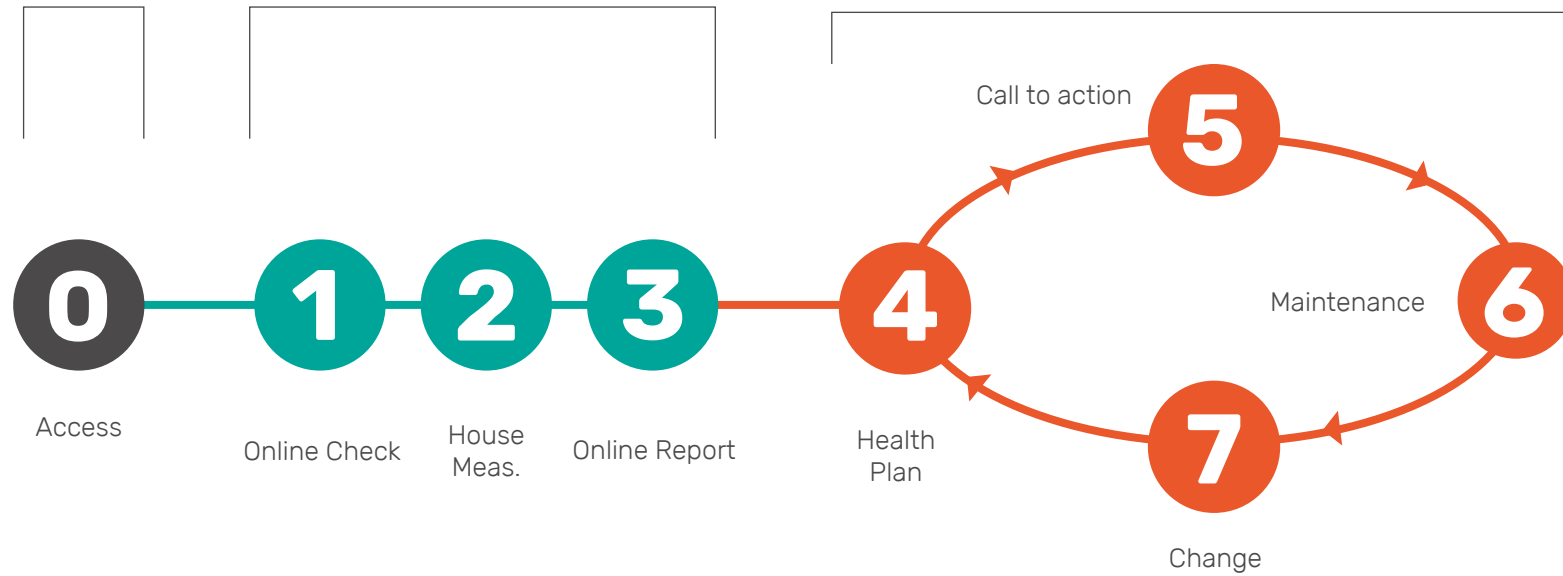 0
Access
1
Online Check
2
House
Meas.
3
Online Report
4
Health
Plan
Call to action
5
Maintenance
6
7
Change